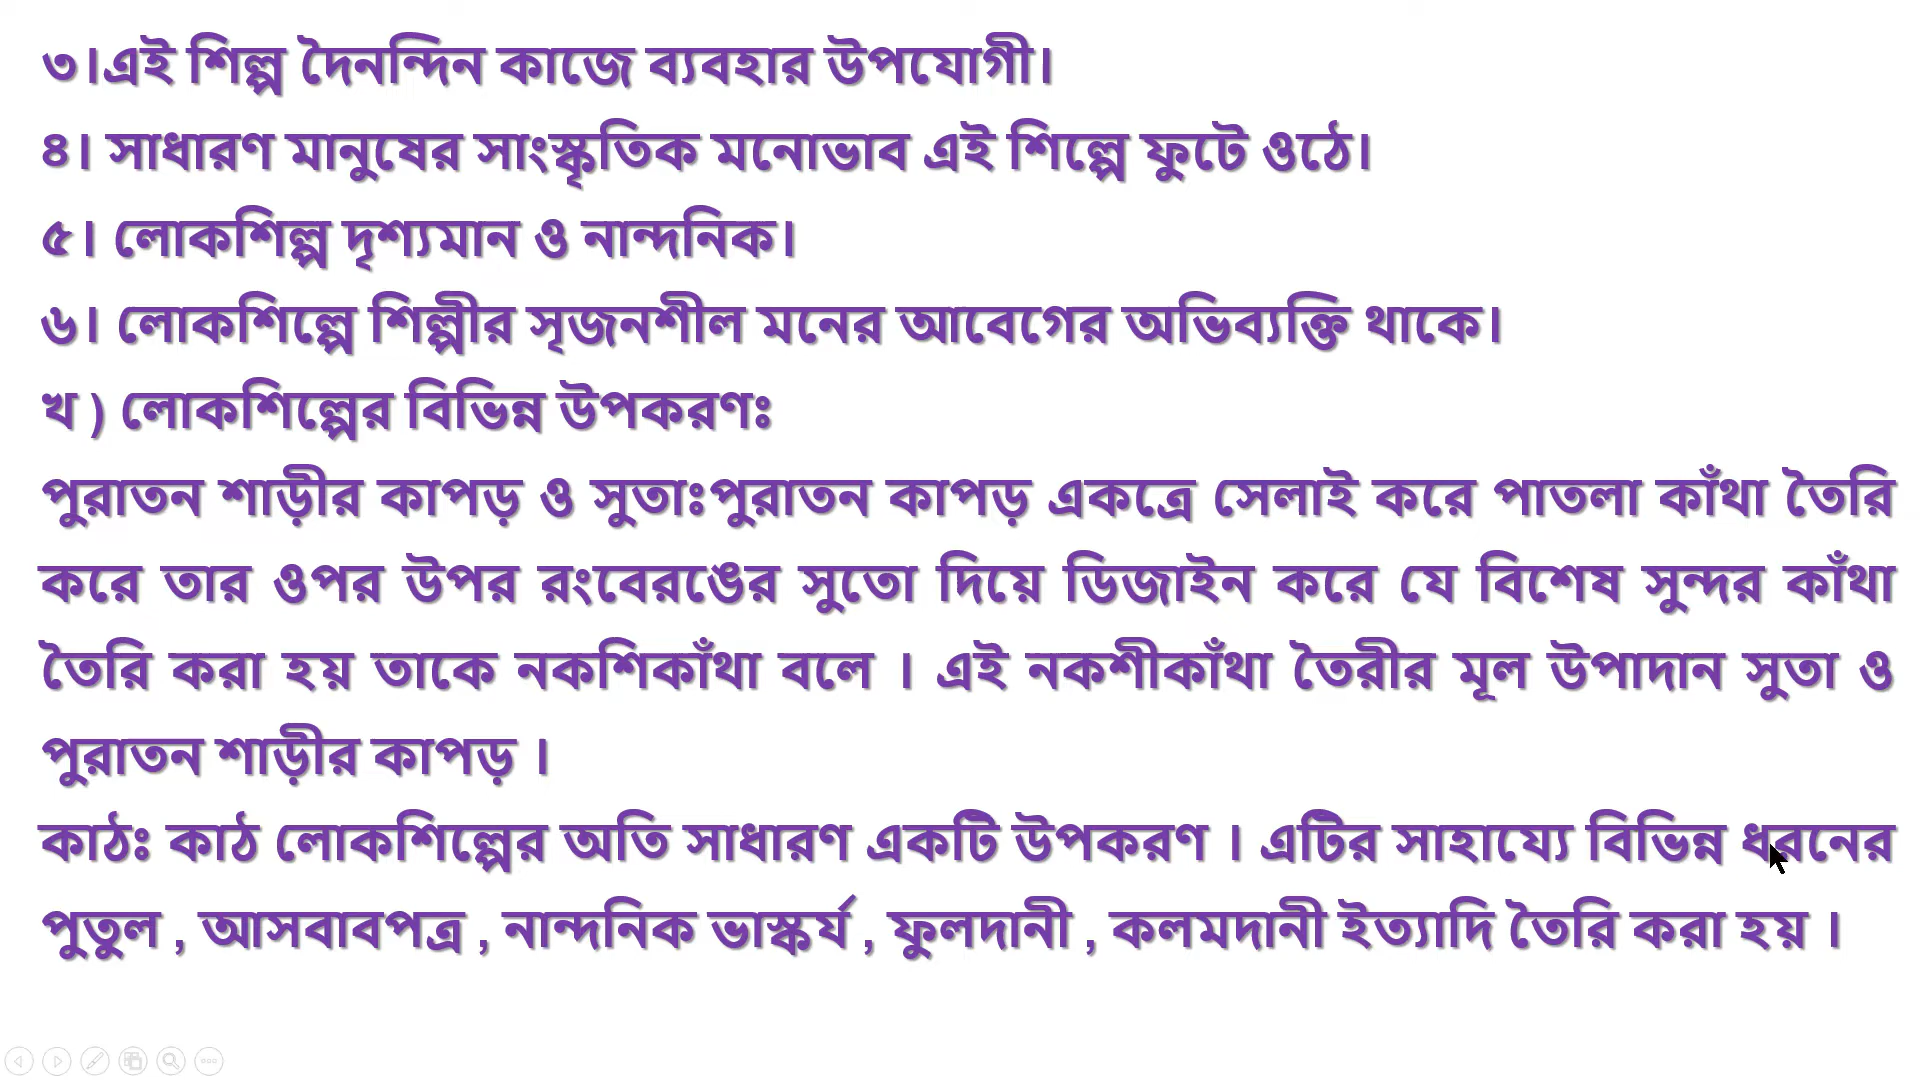 ৩।এই শিল্প দৈনন্দিন কাজে ব্যবহার উপযোগী।
৪। সাধারণ মানুষের সাংস্কৃতিক মনোভাব এই শিল্পে ফুটে ওঠে।
৫। লোকশিল্প দৃশ্যমান ও নান্দনিক।
৬। লোকশিল্পে শিল্পীর সৃজনশীল মনের আবেগের অভিব্যক্তি থাকে।
খ ) লোকশিল্পের বিভিন্ন উপকরণঃ
পুরাতন শাড়ীর কাপড় ও সুতাঃপুরাতন কাপড় একত্রে সেলাই করে পাতলা কাঁথা তৈরি
করে তার ওপর উপর রংবেরঙের সুতো দিয়ে ডিজাইন করে যে বিশেষ সুন্দর কাঁথা
তৈরি করা হয় তাকে নকশিকাঁথা বলে । এই নকশীকাঁথা তৈরীর মূল উপাদান সুতা ও
পুরাতন শাড়ীর কাপড় ।
কাঠঃ কাঠ লোকশিল্পের অতি সাধারণ একটি উপকরণ । এটির সাহায্যে বিভিন্ন ধরনের
পুতুল , আসবাবপত্র , নান্দনিক ভাস্কর্য , ফুলদানী , কলমদানী ইত্যাদি তৈরি করা হয় ।